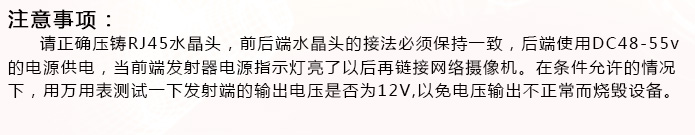 注意事项：
请正确压铸RJ45水晶头，前后端水晶头的接法必须保持一致，后端使用DC48-55v
的电源供电，当前端发射器电源指示灯亮了以后再链接网络摄像机。在条件允许的情况
下，用万用表测试一下发射端的输出电压是否为12V,以免电压输出不正常而烧毁设备。